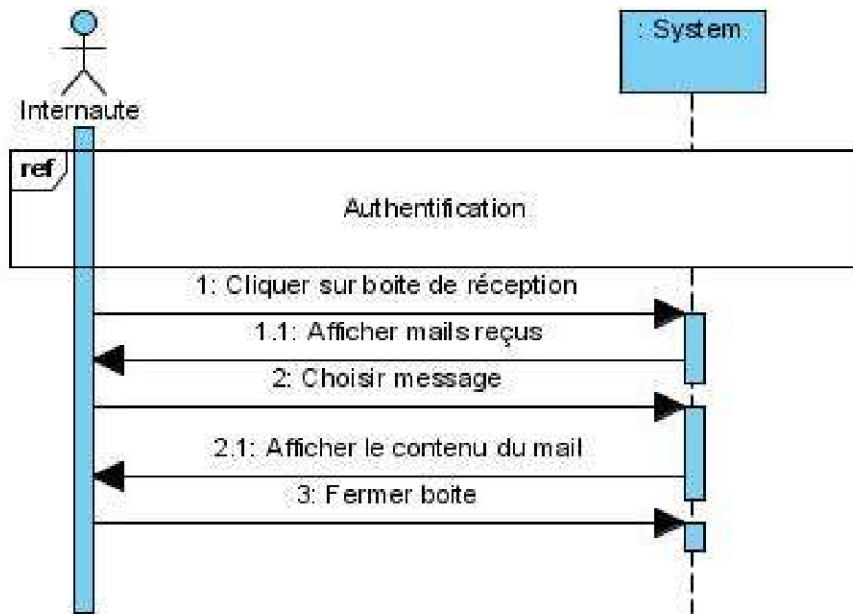 : System
Internaute
ref
Authentification
1: Cliquer sur boite de réception
1.1: Afficher mails reçus
2: Choisir message
2.1: Afficher le contenu du mail
3: Fermer boite